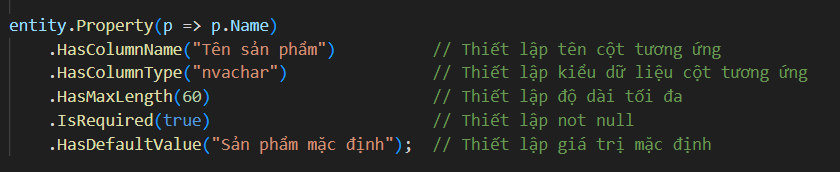 entity.Property(p => p.Name)
.HasColumnName("Tên sản phẩm") // Thiết lập tên cột tương ứng
.HasColumnType("nvachar") // Thiết lập kiểu dữ liệu cột tương ứng
.HasMaxLength(60) // Thiết lập độ dài tối đa
.IsRequired(true) // Thiết lập not null
.HasDefaultValue("Sản phẩm mặc định"); // Thiết lập giá trị mặc định